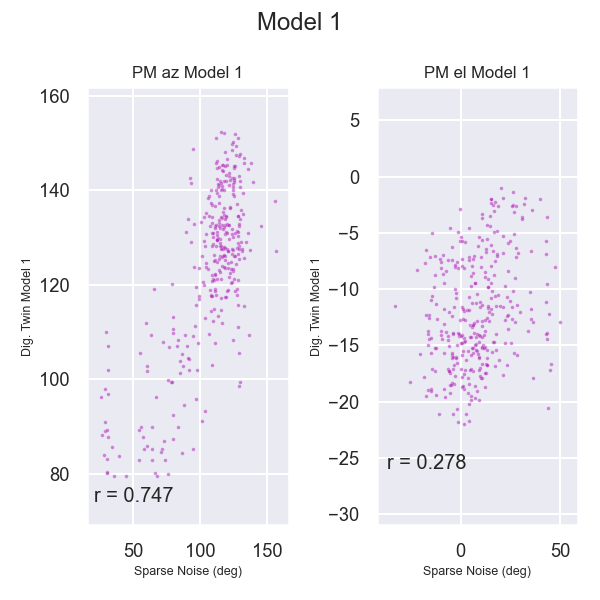 Model 1
PM az Model 1
160
140
120
100
80
Dig. Twin Model 1
r = 0.747
50 100 150
Sparse Noise (deg)
PM el Model 1
5
0
−5
−10
−15
−20
−25
−30
Dig. Twin Model 1
r = 0.278
0 50
Sparse Noise (deg)